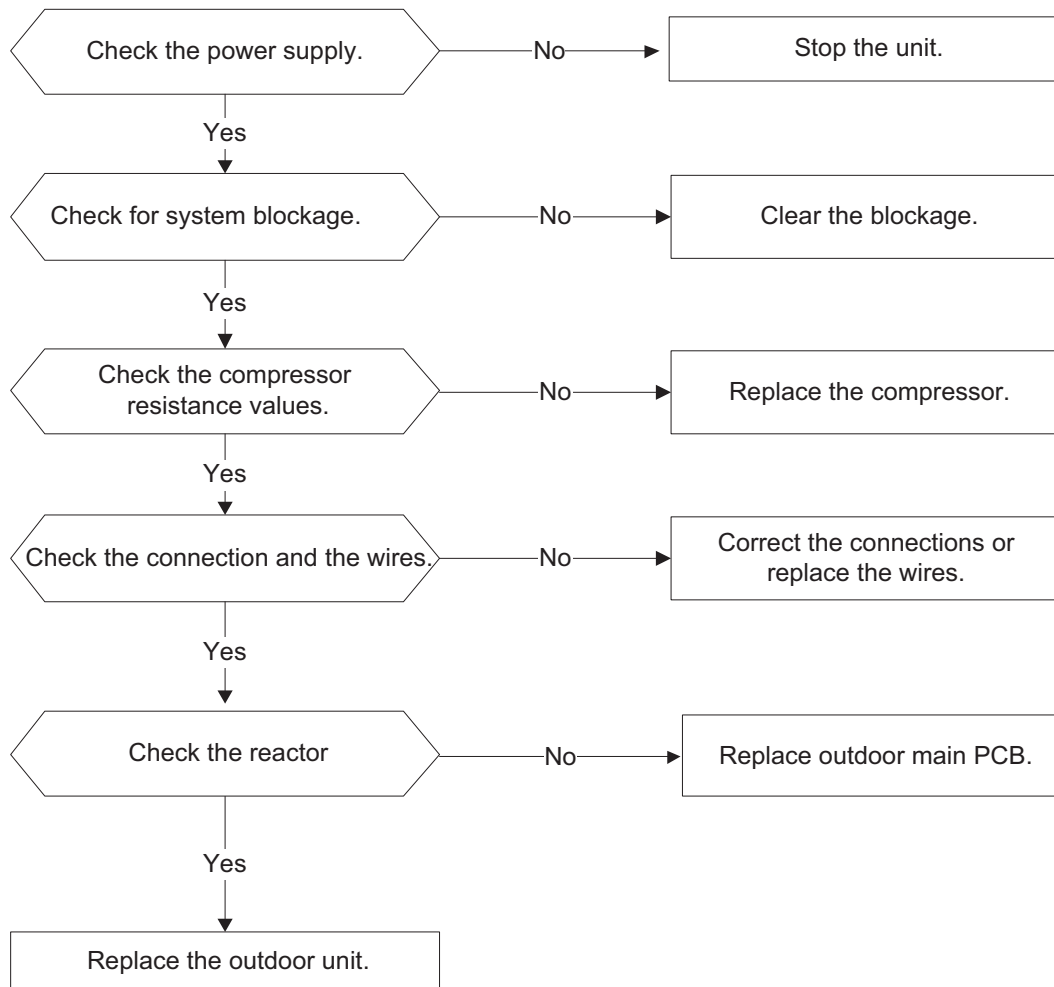 Check the power supply.
No
Stop the unit.
Yes
Check for system blockage.
No
Clear the blockage.
Yes
Check the compressor
resistance values.
No
Replace the compressor.
Yes
Check the connection and the wires.
No
Correct the connections or
replace the wires.
Yes
Check the reactor
No
Replace outdoor main PCB.
Yes
Replace the outdoor unit.